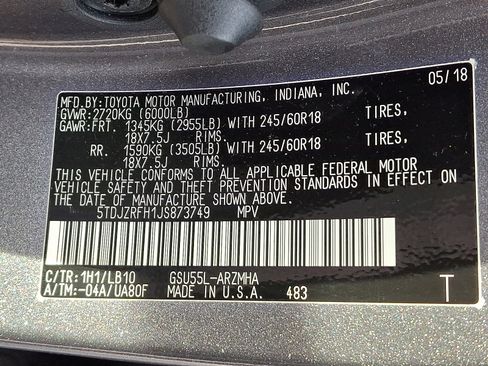 MFD.BY:TOYOTA MOTOR MANUFACTURING, INDIANA, INC. 05/18
GVWR:2720KG (6000LB)
GAWR:FRT. 1345KG (2955LB) WITH 245/60R18 TIRES,
18X7.5J RIMS.
RR. 1590KG (3505LB) WITH 245/60R18 TIRES,
18X7.5J RIMS.
THIS VEHICLE CONFORMS TO ALL APPLICABLE FEDERAL MOTOR
VEHICLE SAFETY AND THEFT PREVENTION STANDARDS IN EFFECT
ON THE DATE OF MANUFACTURE SHOWN ABOVE.
5TDJZRFH1JS873749 MPV
C/TR:1H1/LB10 GSU55L-ARZMHA
A/TM:-04A/UA80F MADE IN U.S.A. 483 T